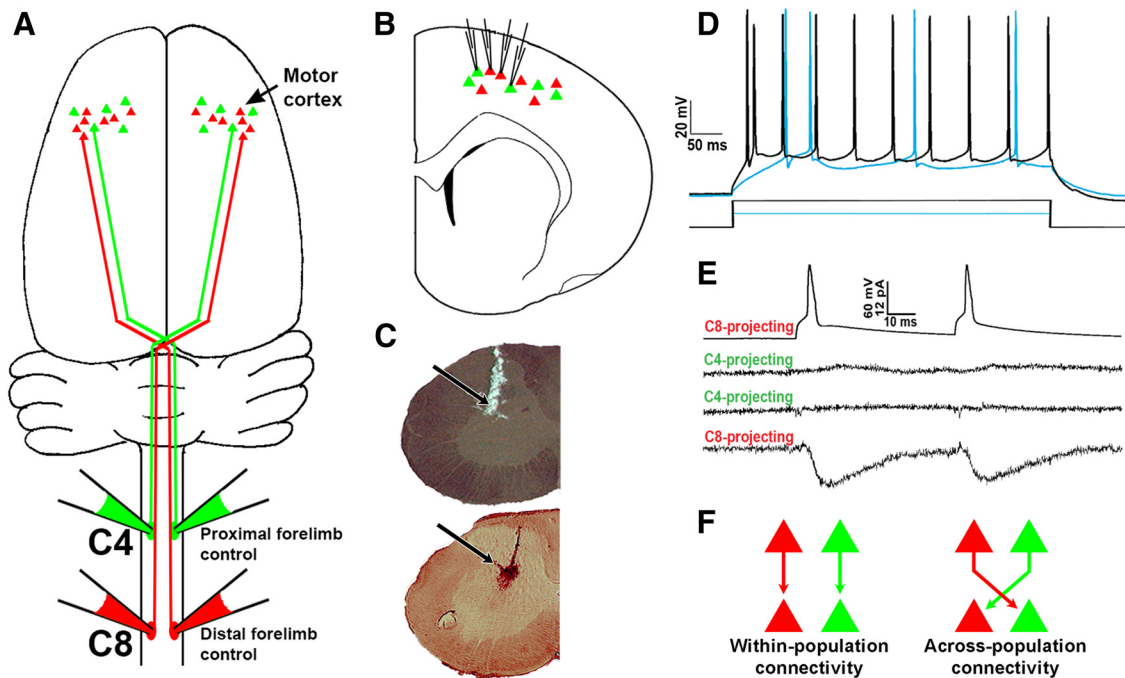 A
Motor
cortex
C4
Proximal forelimb
control
C8
Distal forelimb
control
B
C
D
20 mV
50 ms
E
60 mV
12 pA
10 ms
C8-projecting
C4-projecting
C4-projecting
C8-projecting
F
Within-population
connectivity
Across-population
connectivity